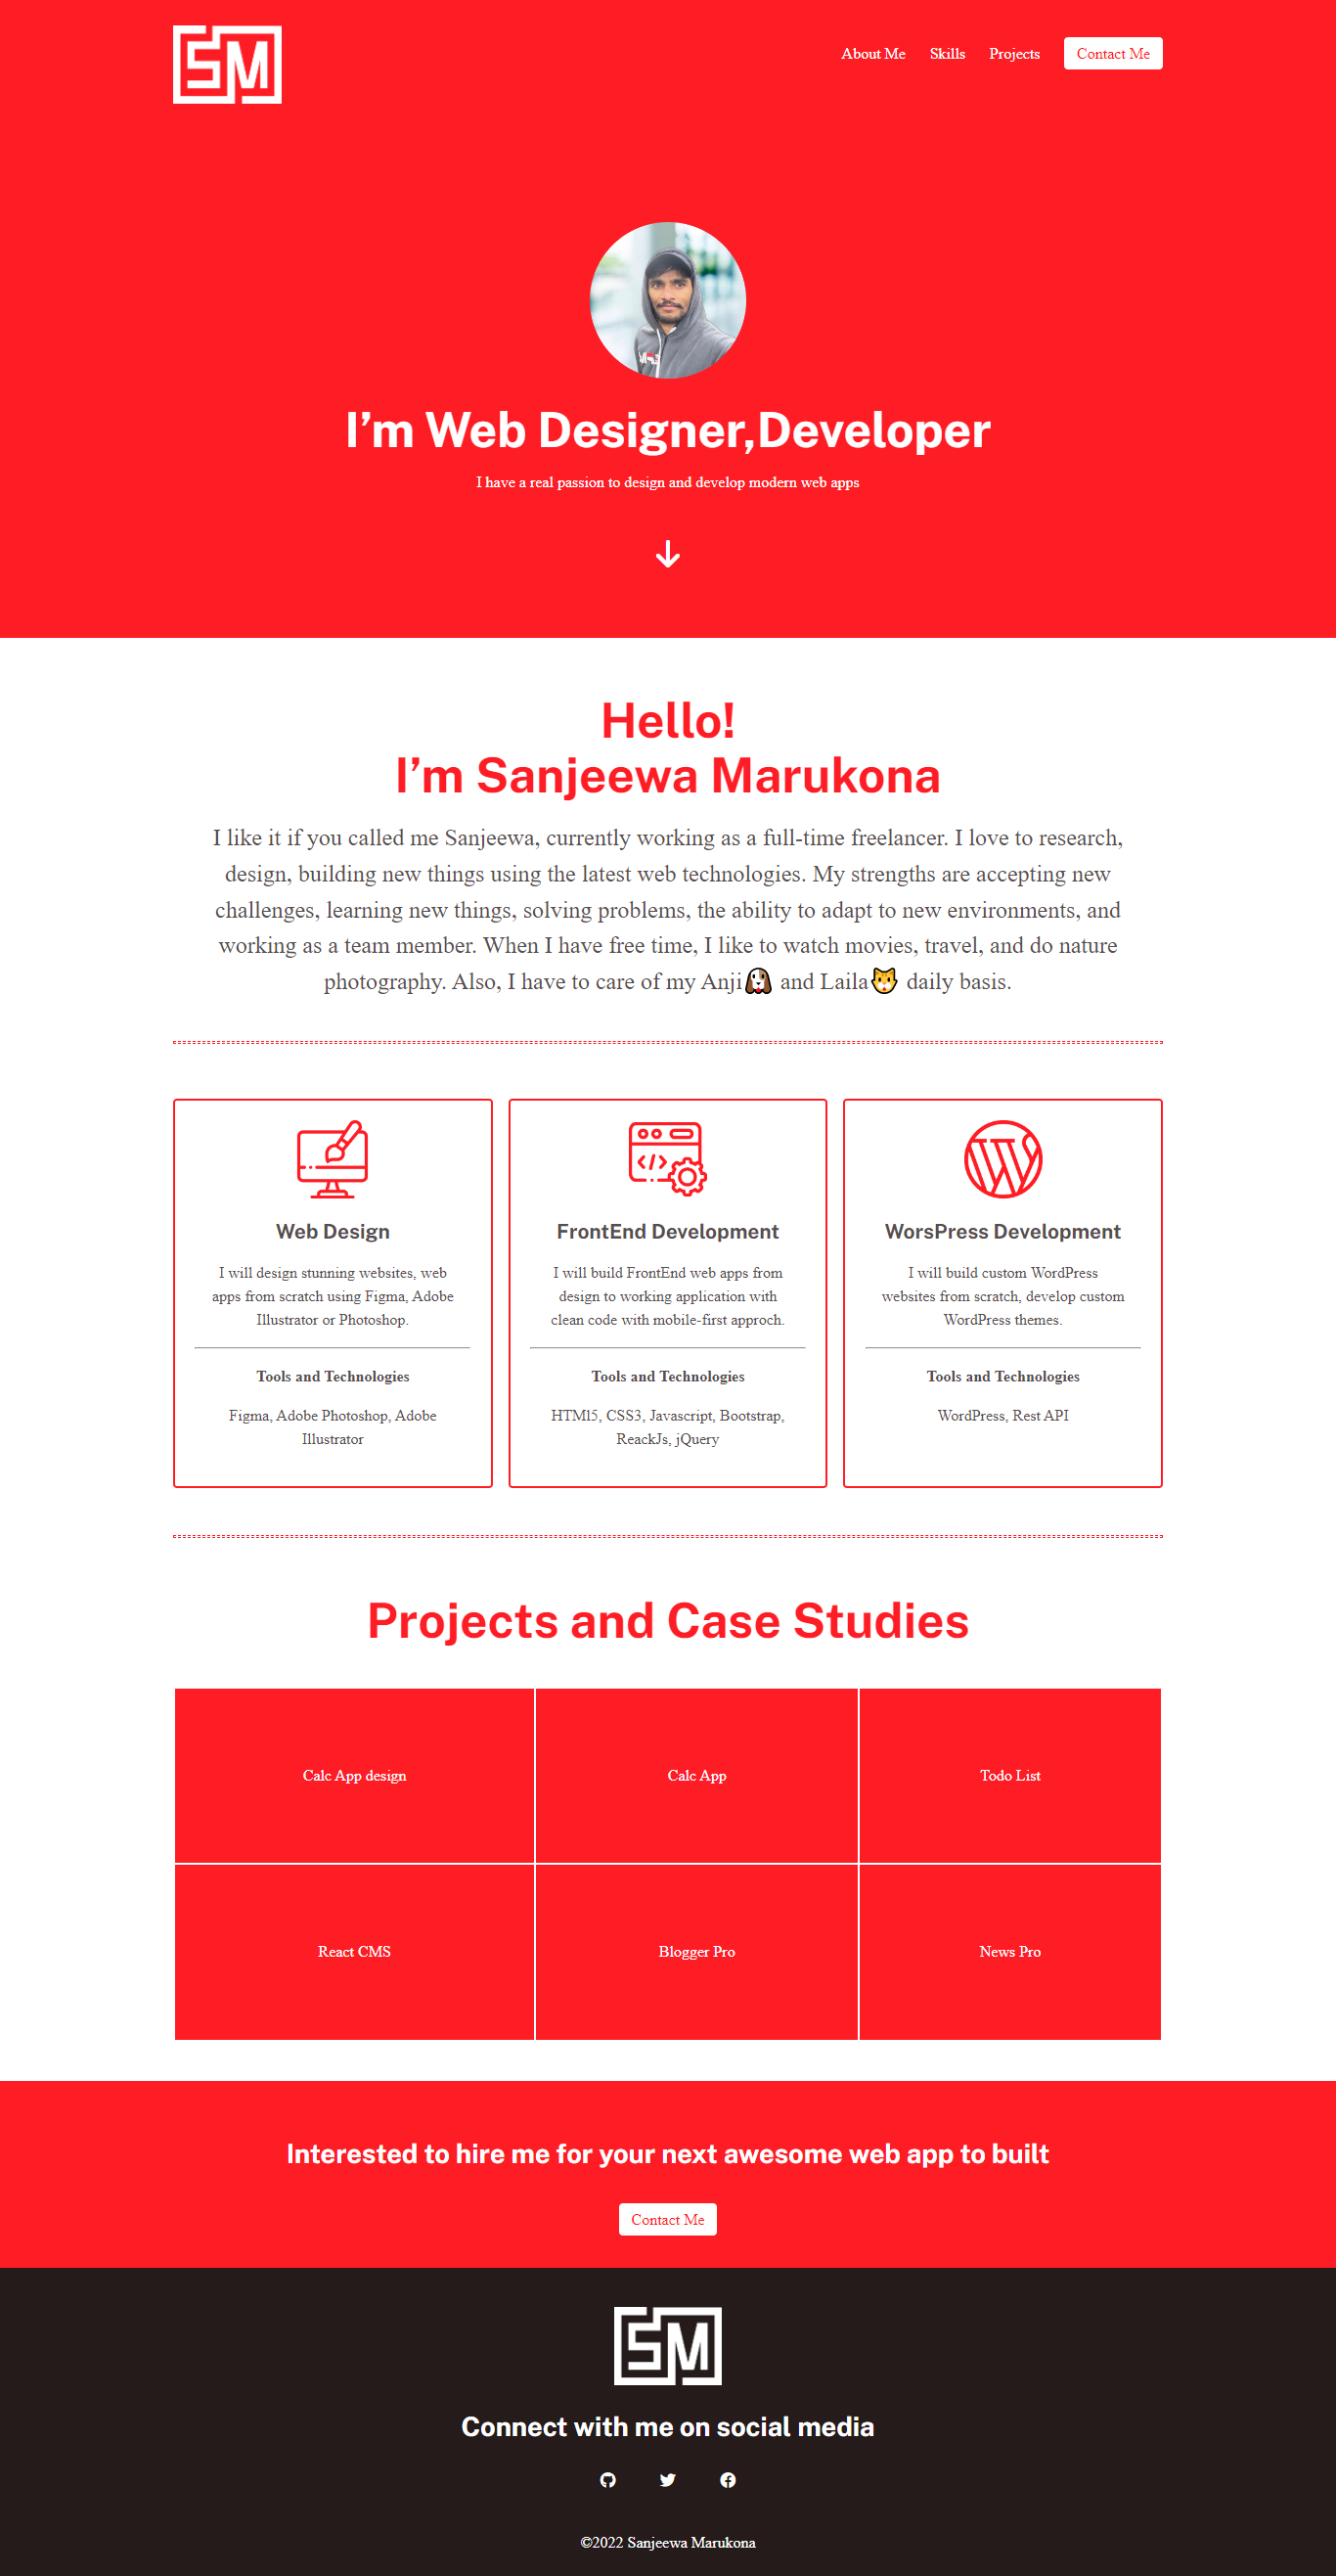 SM
About Me Skills Projects Contact Me
I’m Web Designer,Developer
I have a real passion to design and develop modern web apps
Hello!
I’m Sanjeewa Marukona
I like it if you called me Sanjeewa, currently working as a full-time freelancer. I love to research,
design, building new things using the latest web technologies. My strengths are accepting new
challenges, learning new things, solving problems, the ability to adapt to new environments, and
working as a team member. When I have free time, I like to watch movies, travel, and do nature
photography. Also, I have to care of my Anji🐶 and Laila🐱 daily basis.
Web Design
I will design stunning websites, web
apps from scratch using Figma, Adobe
Illustrator or Photoshop.
Tools and Technologies
Figma, Adobe Photoshop, Adobe
Illustrator
FrontEnd Development
I will build FrontEnd web apps from
design to working application with
clean code with mobile-first approch.
Tools and Technologies
HTMl5, CSS3, Javascript, Bootstrap,
ReackJs, jQuery
WorsPress Development
I will build custom WordPress
websites from scratch, develop custom
WordPress themes.
Tools and Technologies
WordPress, Rest API
Projects and Case Studies
Calc App design
Calc App
Todo List
React CMS
Blogger Pro
News Pro
Interested to hire me for your next awesome web app to built
Contact Me
SM
Connect with me on social media
©2022 Sanjeewa Marukona